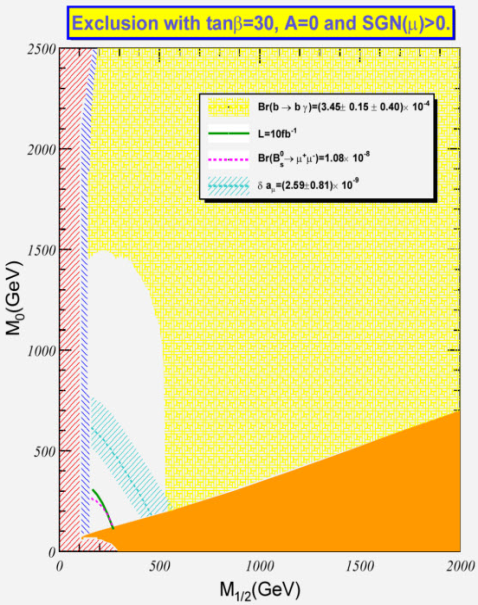 Exclusion with tanβ=30, A=0 and SGN(μ)>0.
2500
Br(b → b γ)=(3.45± 0.15 ± 0.40)× 10⁻⁴
L=10fb⁻¹
2000
Br(B⁰ₛ→ μ⁺μ⁻)=1.08× 10⁻⁸
δ aμ=(2.59±0.81)× 10⁻⁹
1500
M₀(GeV)
1000
500
0
0 500 1000 1500 2000
M₁/₂(GeV)